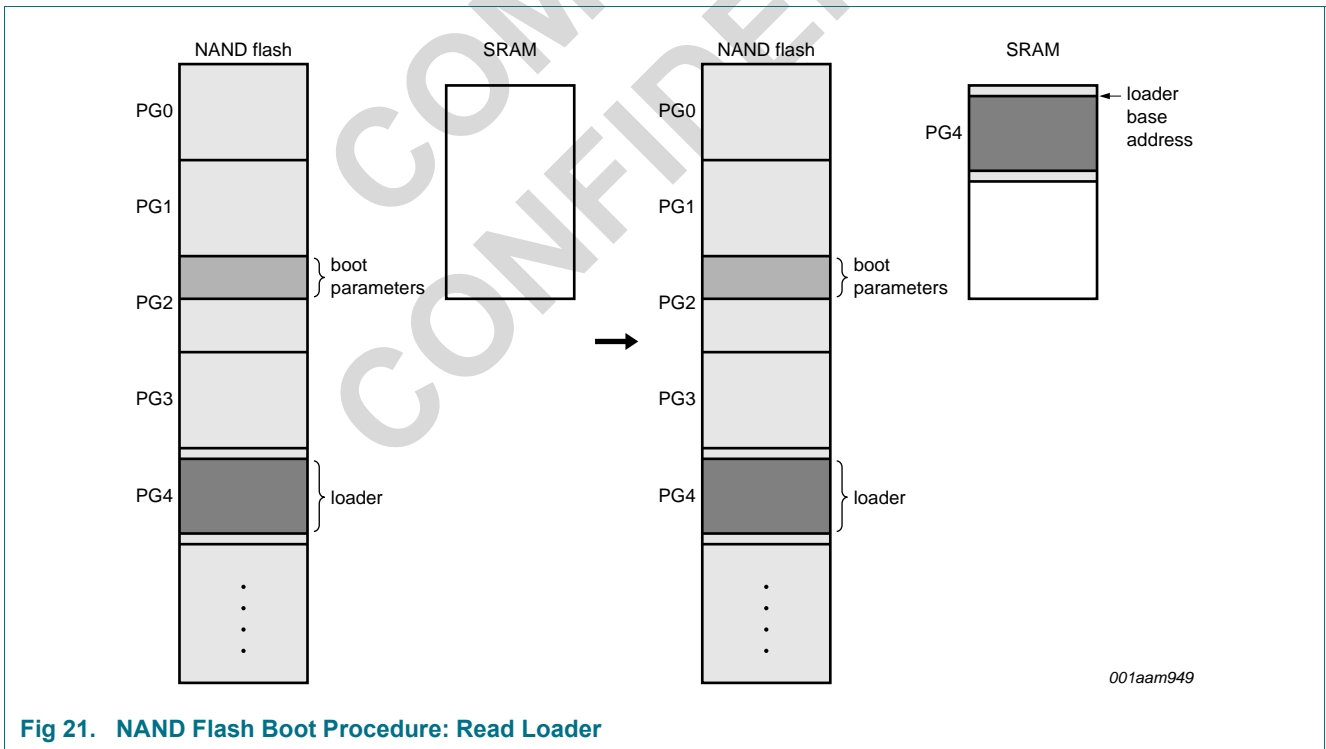 NAND flash
SRAM
PG0
PG1
boot
parameters
PG2
PG3
PG4
loader
NAND flash
SRAM
PG0
PG1
boot
parameters
PG2
PG3
PG4
loader
PG4
loader
base
address
001aam949
Fig 21. NAND Flash Boot Procedure: Read Loader